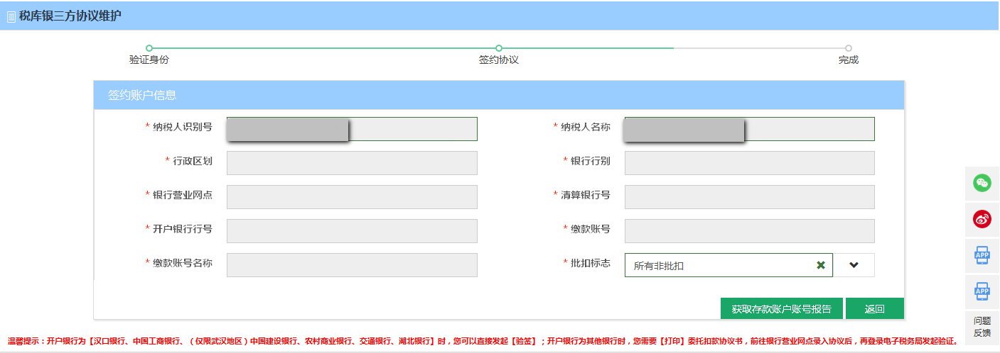 税库银三方协议维护
验证身份 签约协议 完成
签约账户信息
* 纳税人识别号 * 纳税人名称
* 行政区划 * 银行行别
* 银行营业网点 * 清算银行号
* 开户银行行号 * 缴款账号
* 缴款账号名称 * 批扣标志 所有非批扣
获取存款账户账号报告 返回
APP
APP
问题
反馈
温馨提示：开户银行为【汉口银行、中国工商银行、（仅限武汉地区）中国建设银行、农村商业银行、交通银行、湖北银行】时，您可以直接发起【验签】；开户银行为其他银行时，您需要【打印】委托扣款协议书，前往银行营业网点录入协议后，再登录电子税务局发起验证。